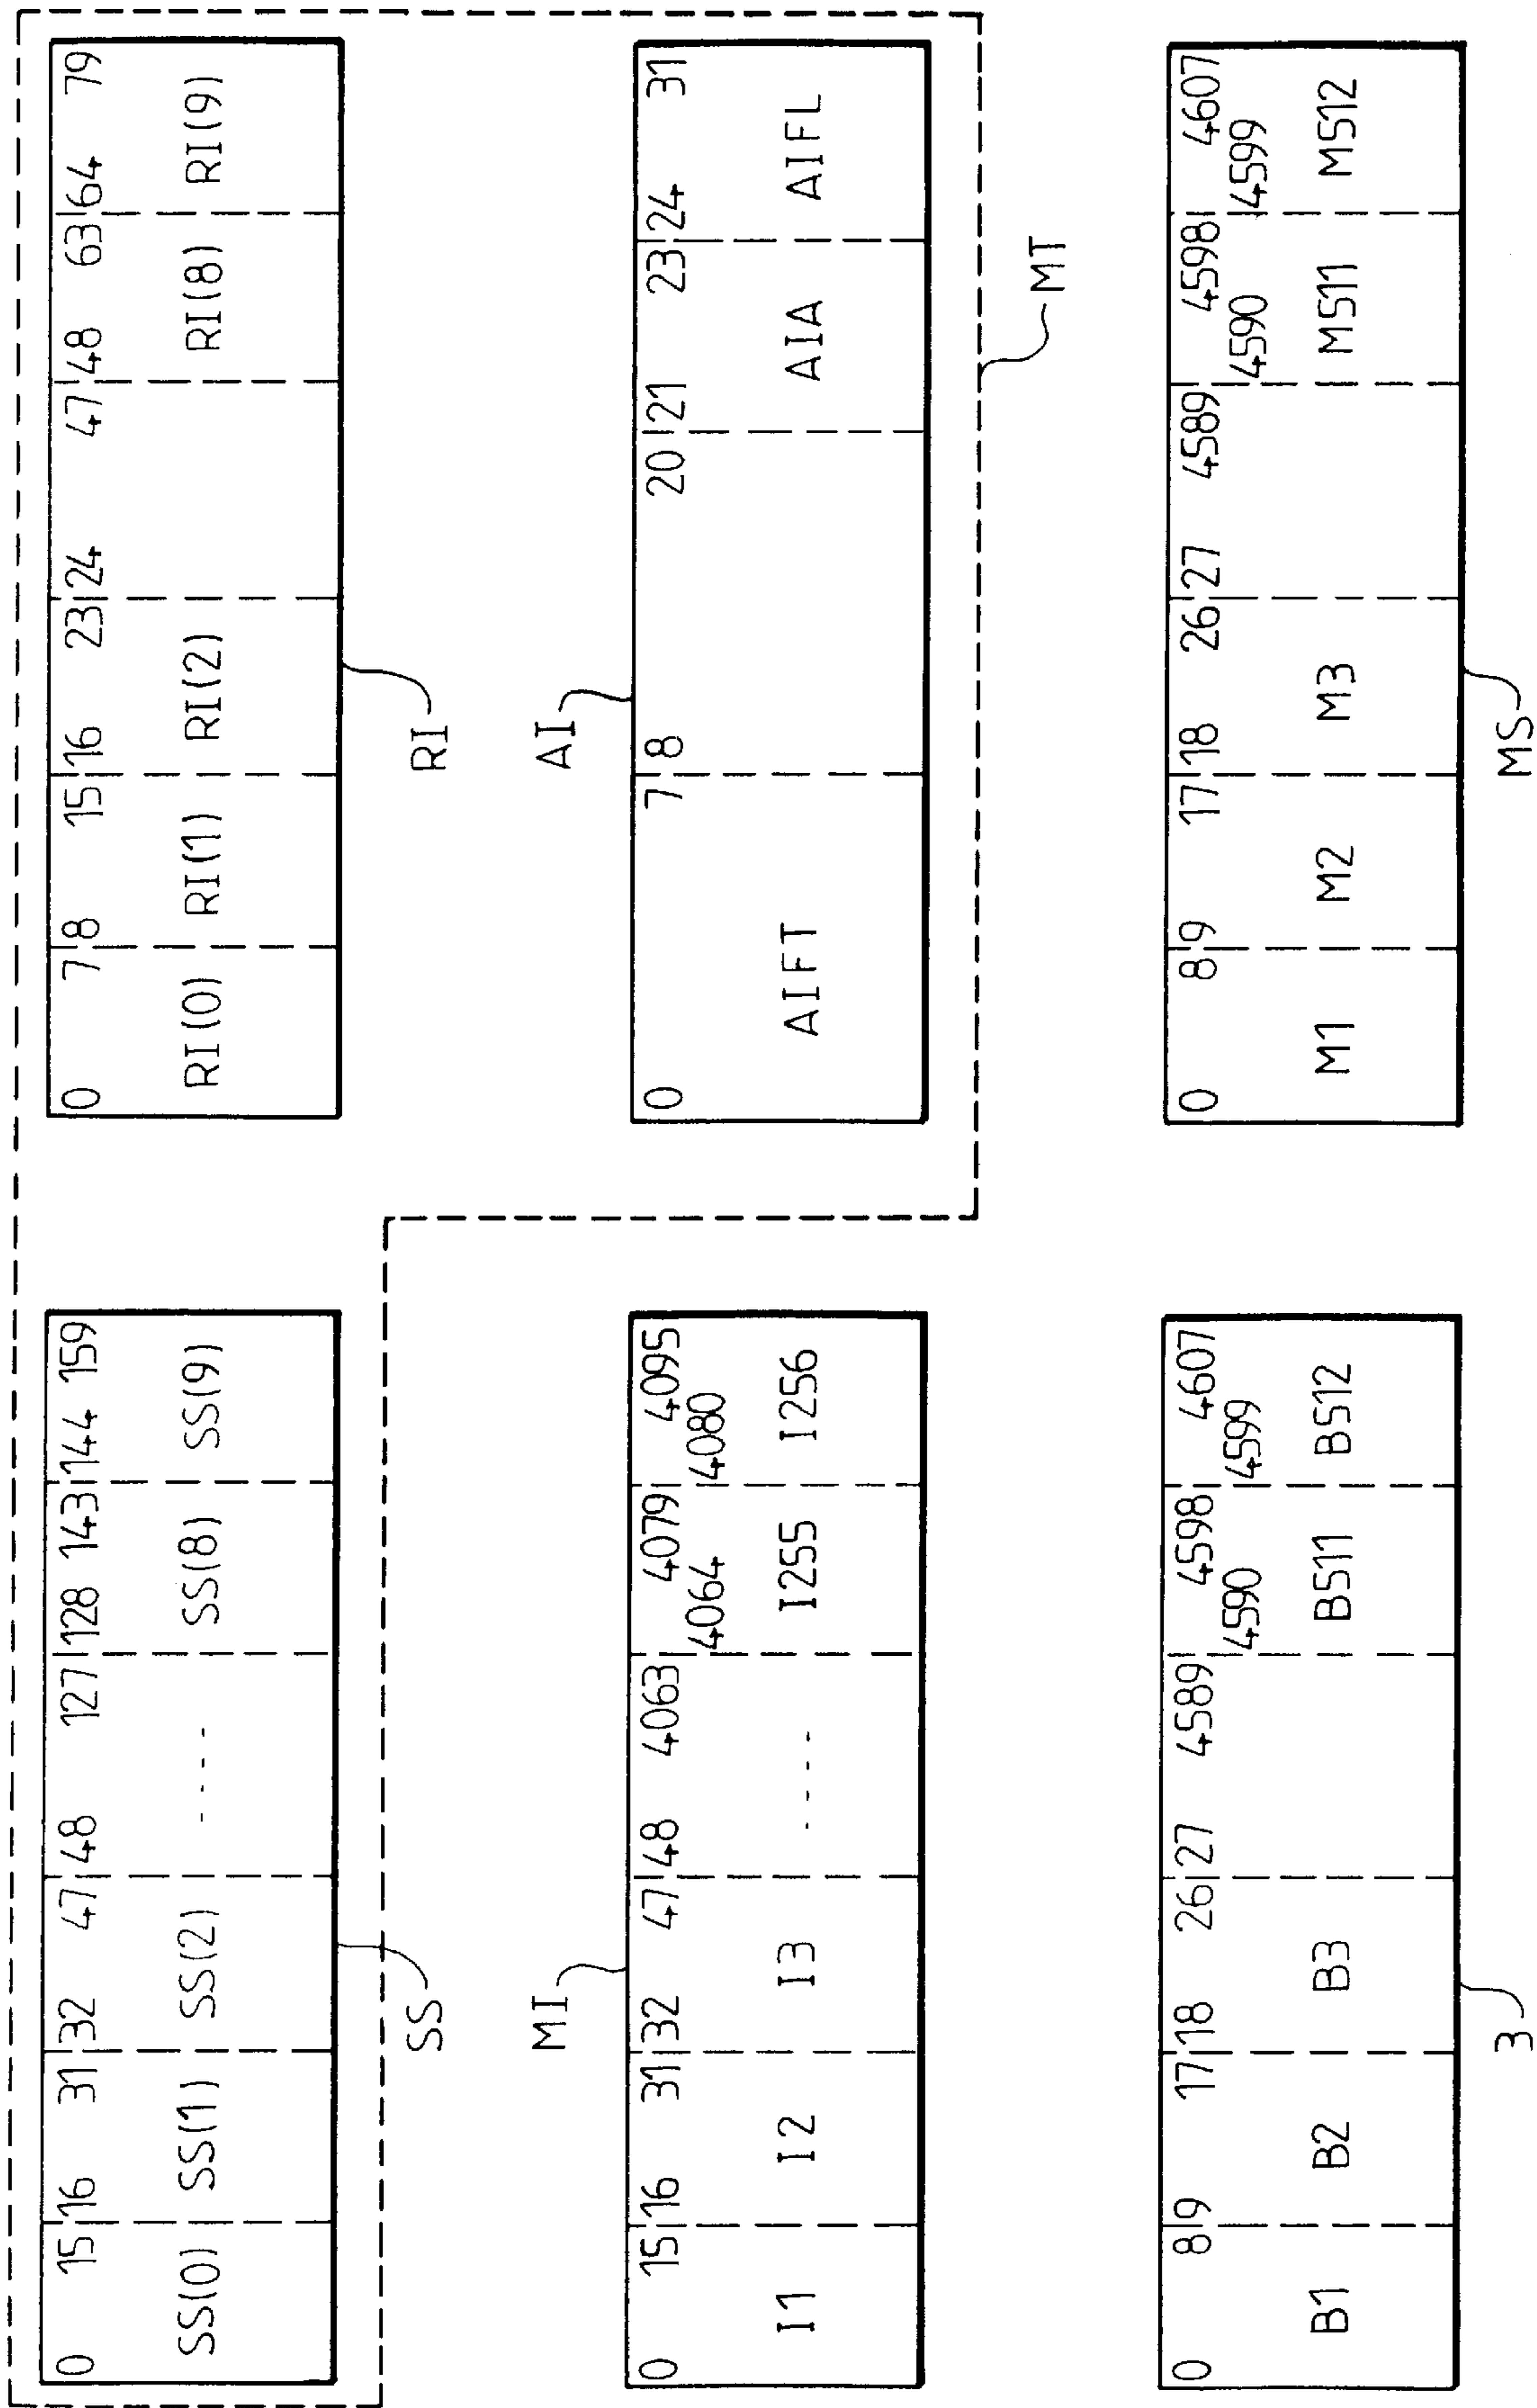 0 15 16 31 32 47 48 127 128 143 144 159
SS(0) SS(1) SS(2) ---- SS(8) SS(9)
SS
0 7 8 15 16 23 24 47 48 63 64 79
RI(0) RI(1) RI(2) RI(8) RI(9)
RI
MI
0 15 16 31 32 47 48 4063 4079 4095
4064 4080
I1 I2 I3 ---- I255 I256
AI
0 7 8 20 21 23 24 31
AIFT AIA AIFL
MT
0 8 9 17 18 26 27 4589 4598 4607
4590 4599
B1 B2 B3 B511 B512
3
0 8 9 17 18 26 27 4589 4598 4607
4590 4599
M1 M2 M3 M511 M512
MS